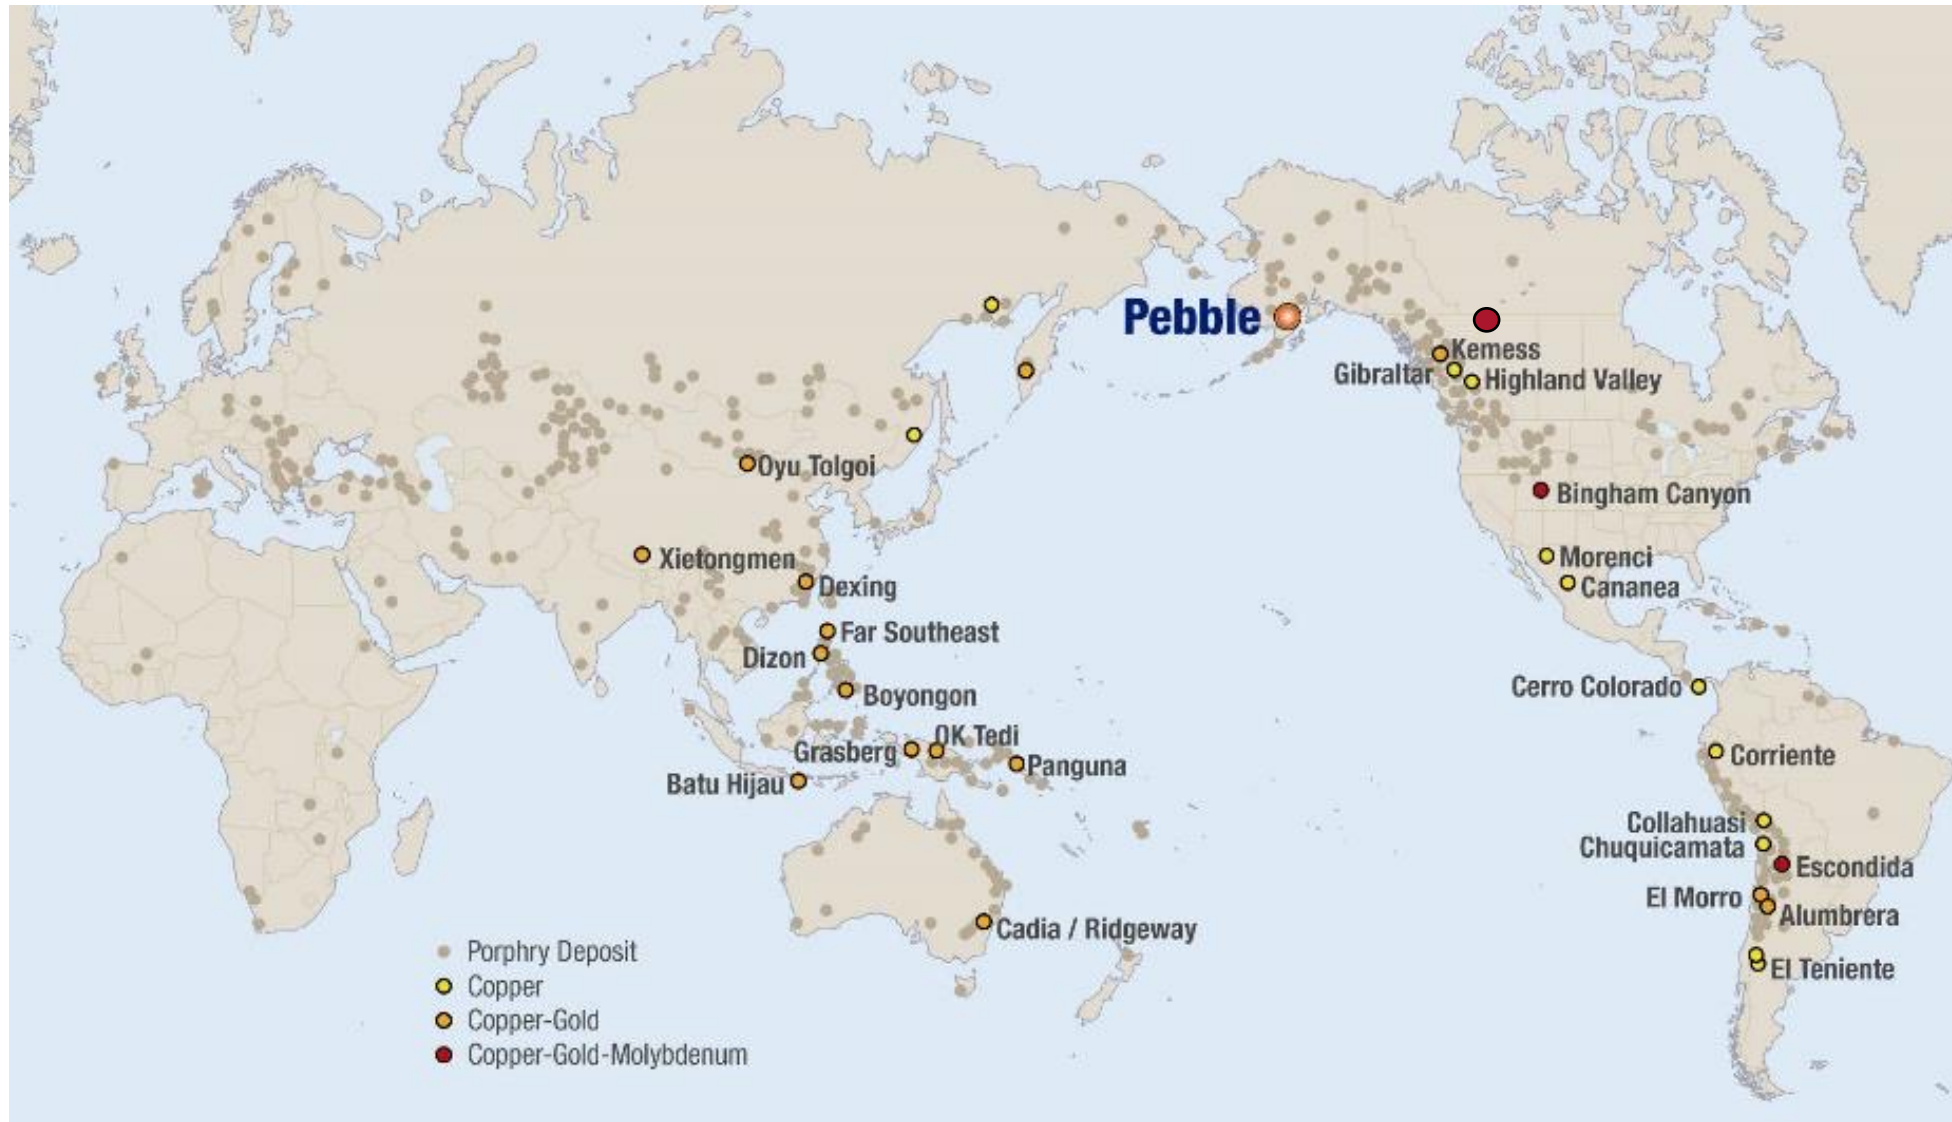 Pebble
Kemess
Gibraltar
Highland Valley
Oyu Tolgoi
Bingham Canyon
Xietongmen
Morenci
Dexing
Cananea
Far Southeast
Dizon
Cerro Colorado
Boyongon
OK Tedi
Grasberg
Corriente
Panguna
Batu Hijau
Collahuasi
Chuquicamata
Escondida
El Morro
Alumbrera
Cadia / Ridgeway
El Teniente
Porphry Deposit
Copper
Copper-Gold
Copper-Gold-Molybdenum